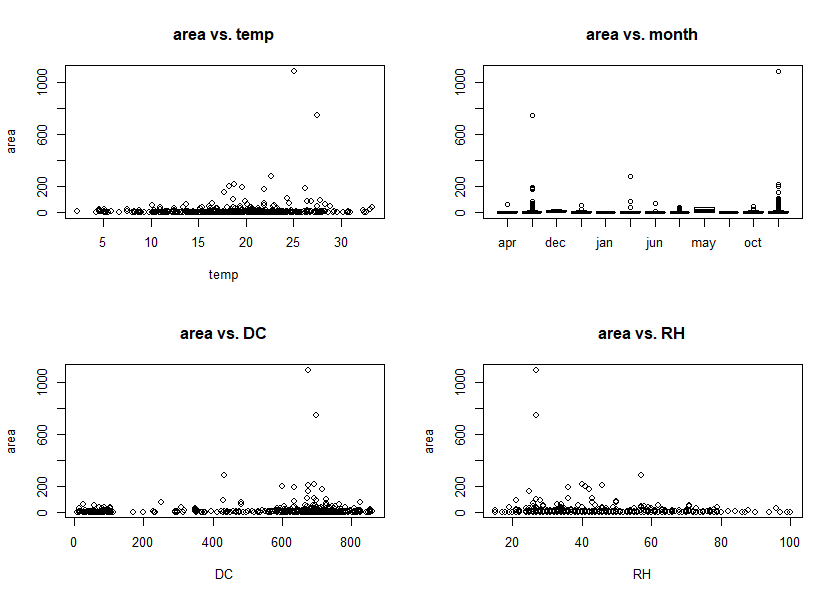 area vs. temp
area
0 200 600 1000
5 10 15 20 25 30
temp
area vs. month
0 200 600 1000
apr dec jan jun may oct
area vs. DC
area
0 200 600 1000
0 200 400 600 800
DC
area vs. RH
area
0 200 600 1000
20 40 60 80 100
RH